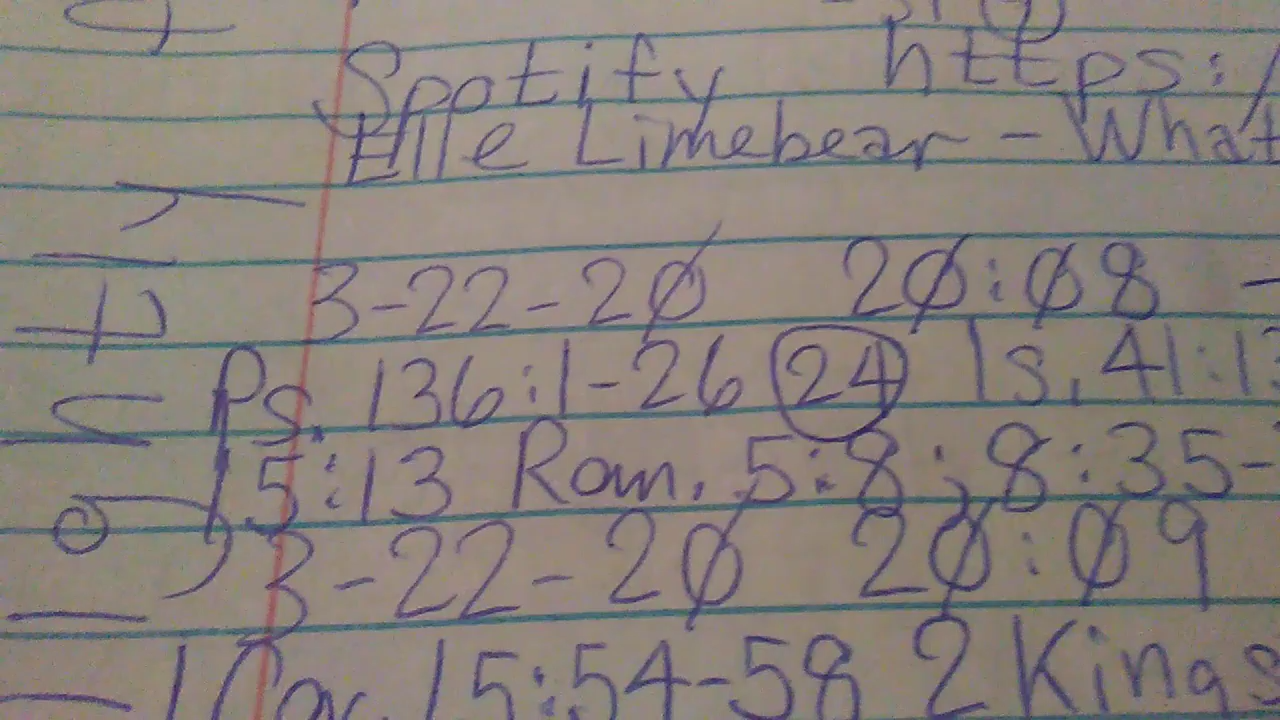 Spotify https:/
Elle Limebear - What
3-22-2Ø 2Ø:Ø8 -
Ps. 136:1-26 24 Is. 41:13
15:13 Rom. 5:8; 8:35-
3-22-2Ø 2Ø:Ø9
1 Cor. 15:54-58 2 Kings